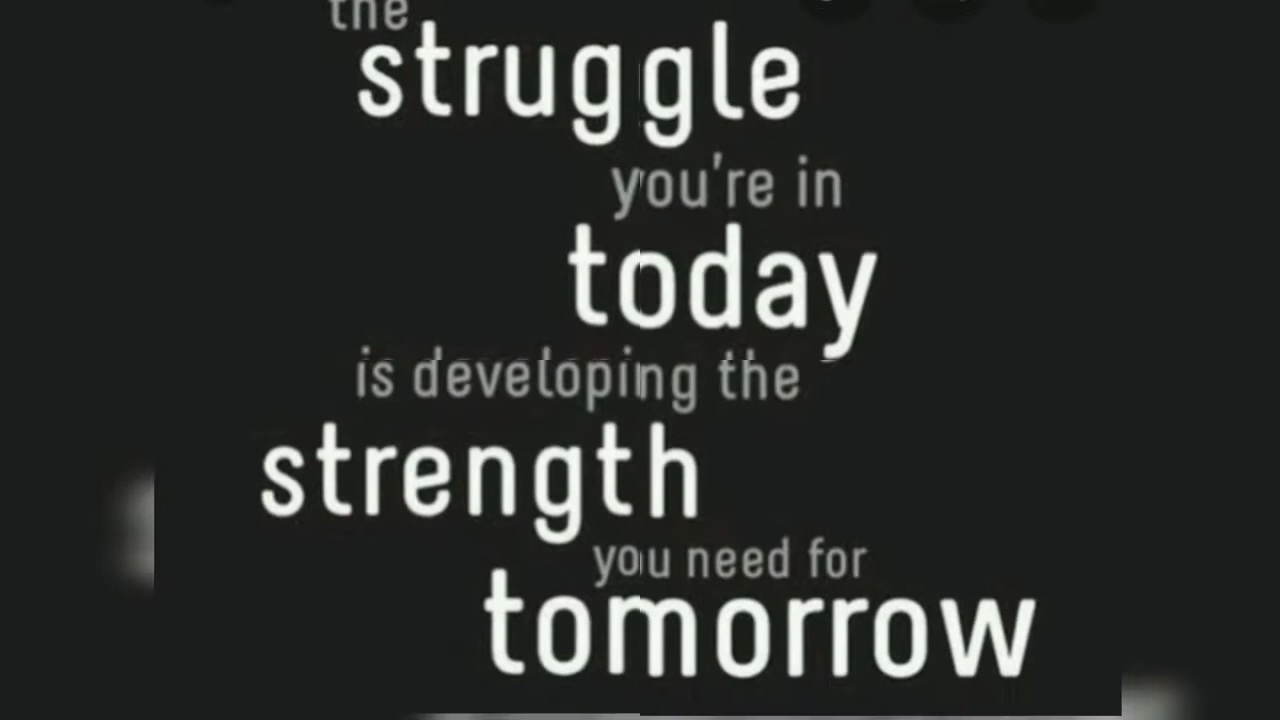 the
struggle
you're in
today
is developing the
strength
you need for
tomorrow